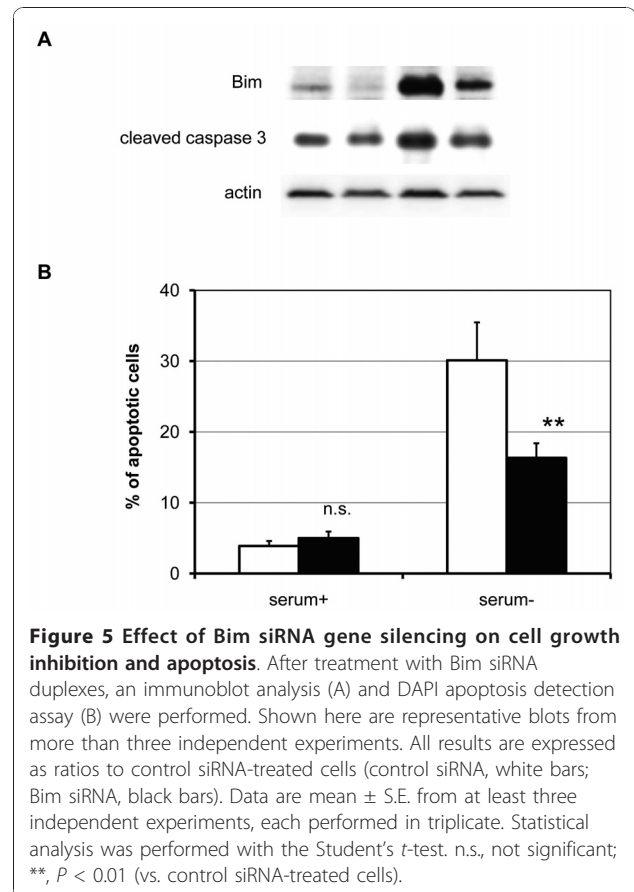 A
Bim
cleaved caspase 3
actin
B
40
30
20
10
0
% of apoptotic cells
n.s.
**
serum+
serum-
Figure 5 Effect of Bim siRNA gene silencing on cell growth
inhibition and apoptosis. After treatment with Bim siRNA
duplexes, an immunoblot analysis (A) and DAPI apoptosis detection
assay (B) were performed. Shown here are representative blots from
more than three independent experiments. All results are expressed
as ratios to control siRNA-treated cells (control siRNA, white bars;
Bim siRNA, black bars). Data are mean ± S.E. from at least three
independent experiments, each performed in triplicate. Statistical
analysis was performed with the Student's t-test. n.s., not significant;
**, P < 0.01 (vs. control siRNA-treated cells).